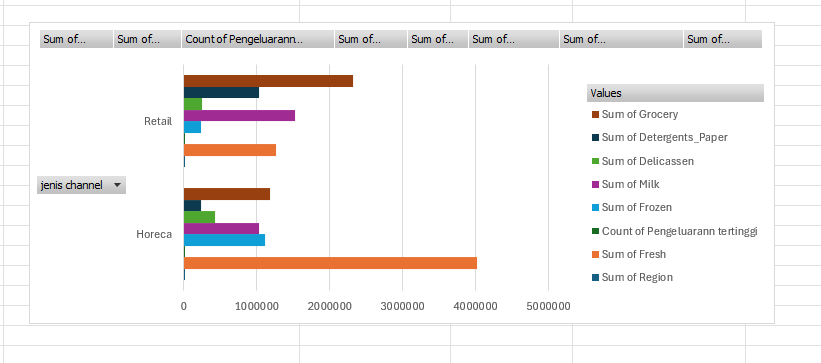 Sum of...
Sum of...
Count of Pengeluarann...
Sum of...
Sum of...
Sum of...
Sum of...
Sum of...
Values
Sum of Grocery
Sum of Detergents_Paper
Sum of Delicassen
Sum of Milk
Sum of Frozen
Count of Pengeluarann tertinggi
Sum of Fresh
Sum of Region
Retail
jenis channel
Horeca
0 1000000 2000000 3000000 4000000 5000000